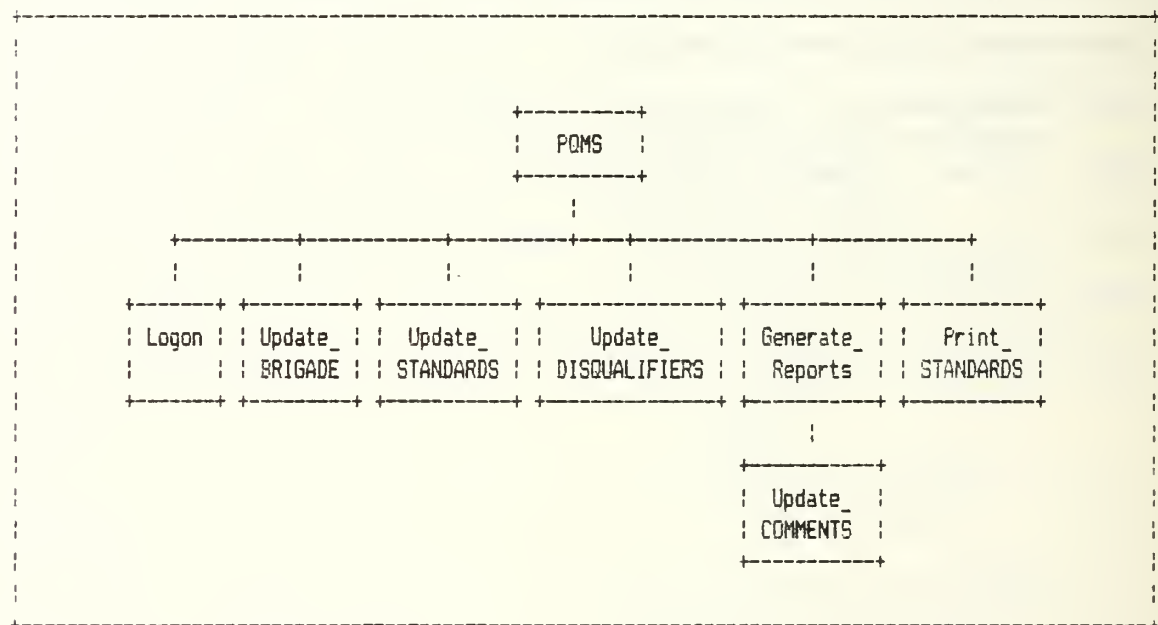 PQMS
Logon
Update_
BRIGADE
Update_
STANDARDS
Update_
DISQUALIFIERS
Generate_
Reports
Print_
STANDARDS
Update_
COMMENTS